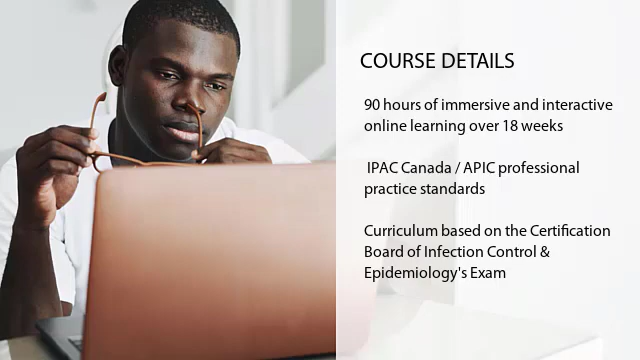 COURSE DETAILS
90 hours of immersive and interactive
online learning over 18 weeks
IPAC Canada / APIC professional
practice standards
Curriculum based on the Certification
Board of Infection Control &
Epidemiology's Exam